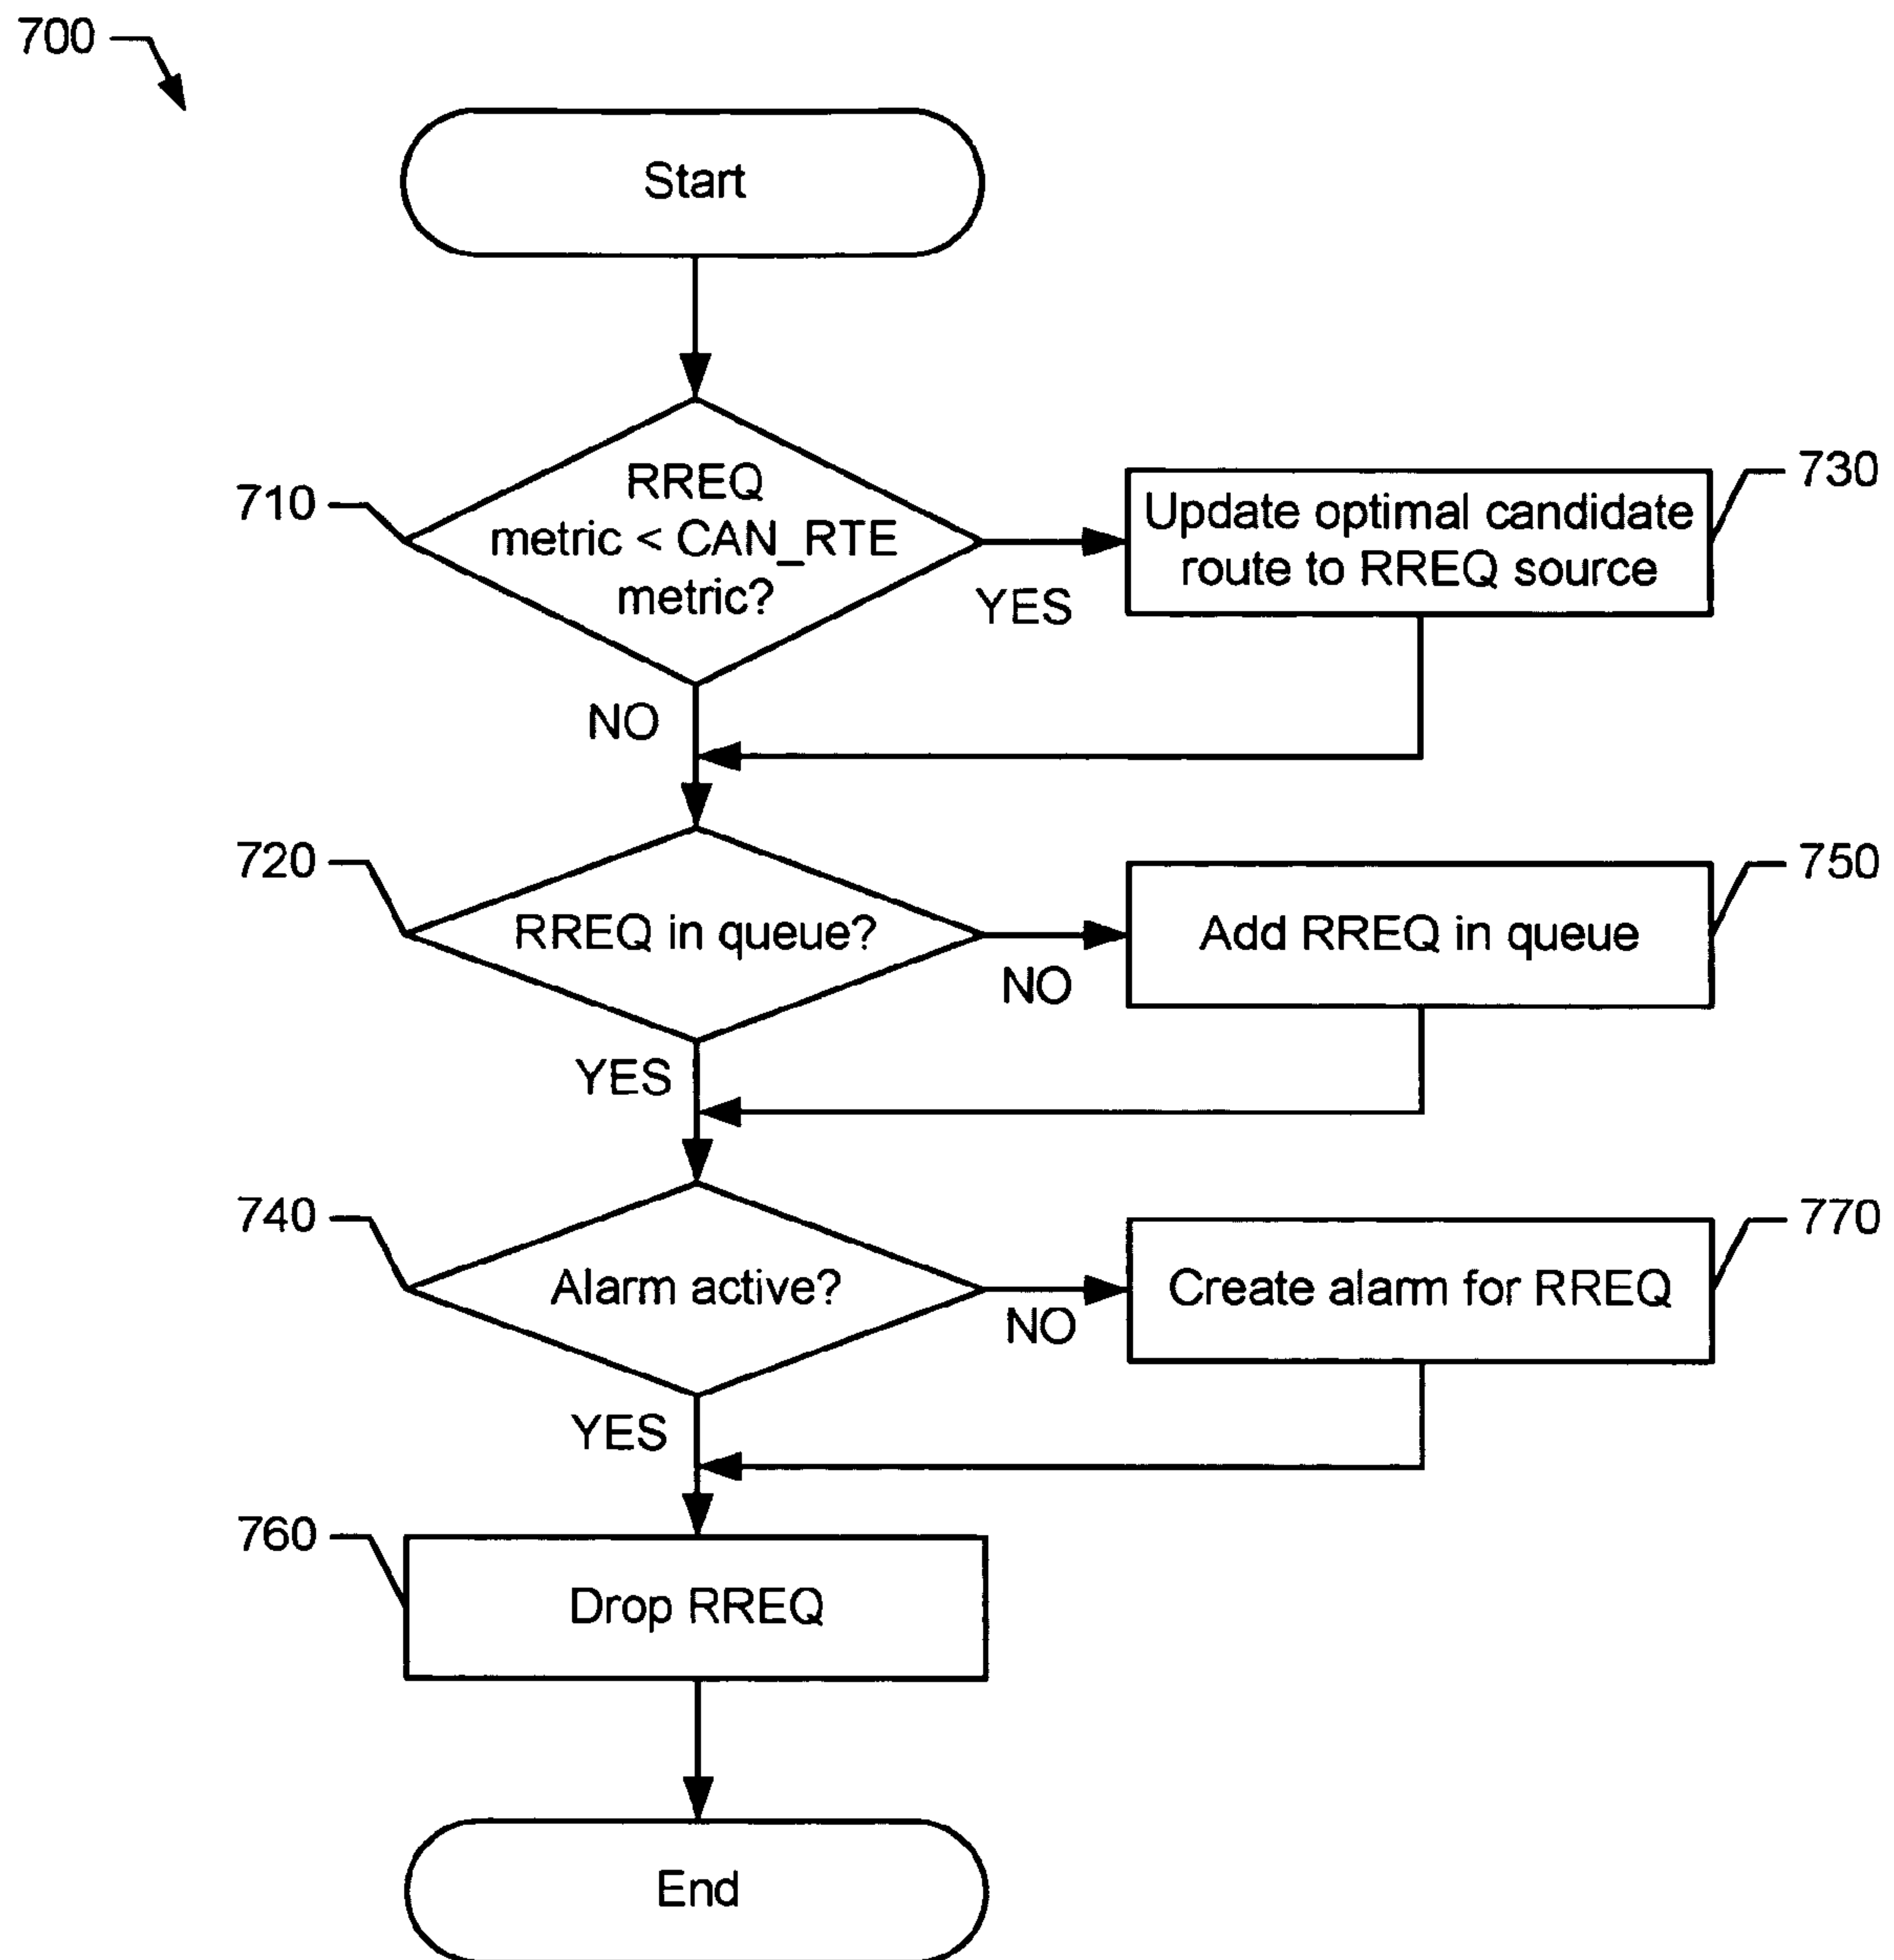 700
Start
710
RREQ
metric < CAN_RTE
metric?
YES
730
Update optimal candidate
route to RREQ source
NO
720
RREQ in queue?
NO
750
Add RREQ in queue
YES
740
Alarm active?
NO
770
Create alarm for RREQ
YES
760
Drop RREQ
End